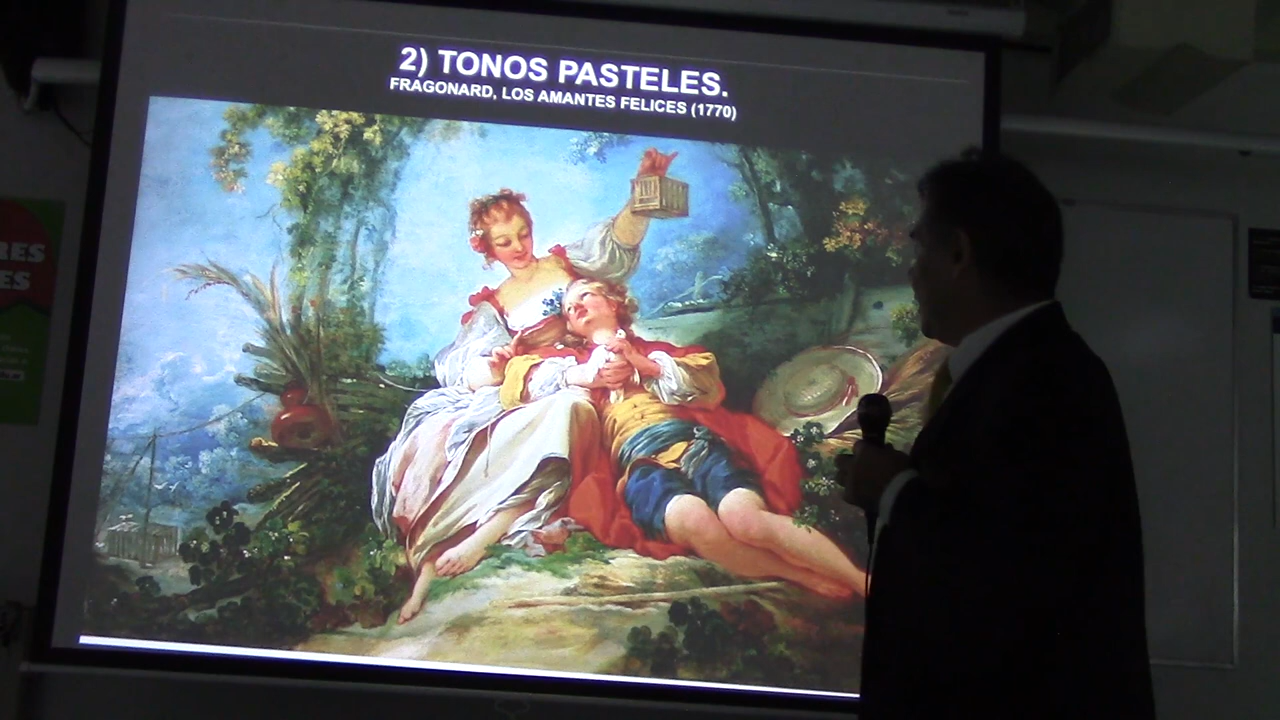 2) TONOS PASTELES.
FRAGONARD, LOS AMANTES FELICES (1770)
RES
ES